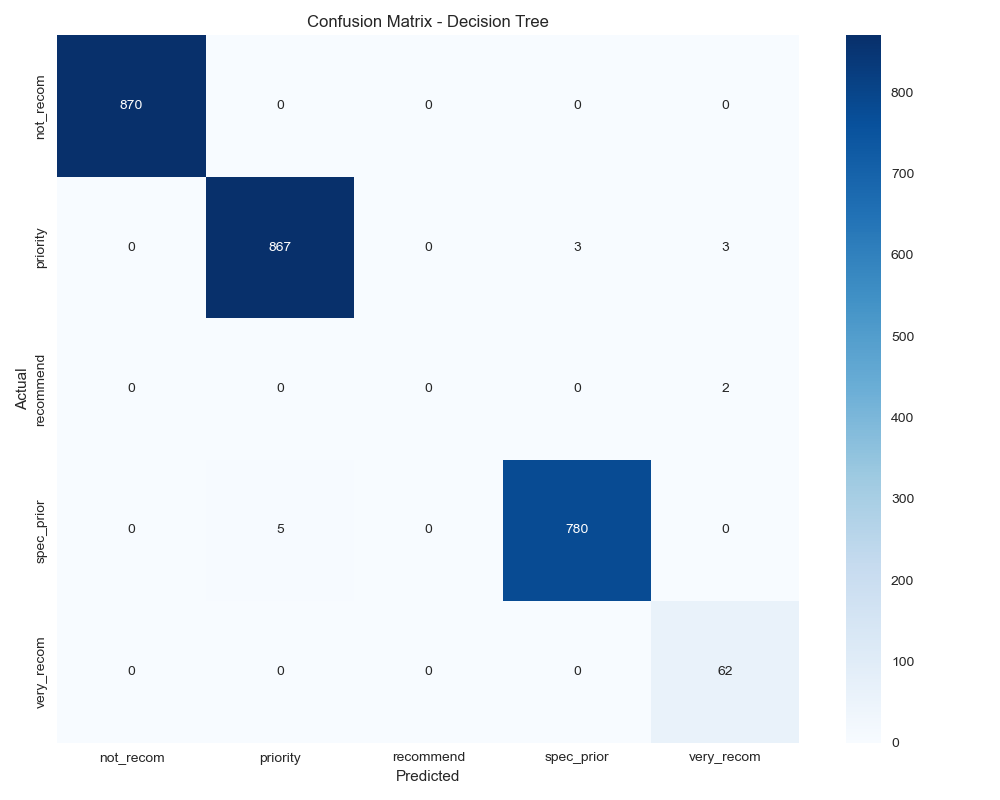 Confusion Matrix - Decision Tree
not_recom 870 0 0 0 0
priority 0 867 0 3 3
recommend 0 0 0 0 2
spec_prior 0 5 0 780 0
very_recom 0 0 0 0 62
not_recom priority recommend spec_prior very_recom
Predicted
Actual
800
700
600
500
400
300
200
100
0